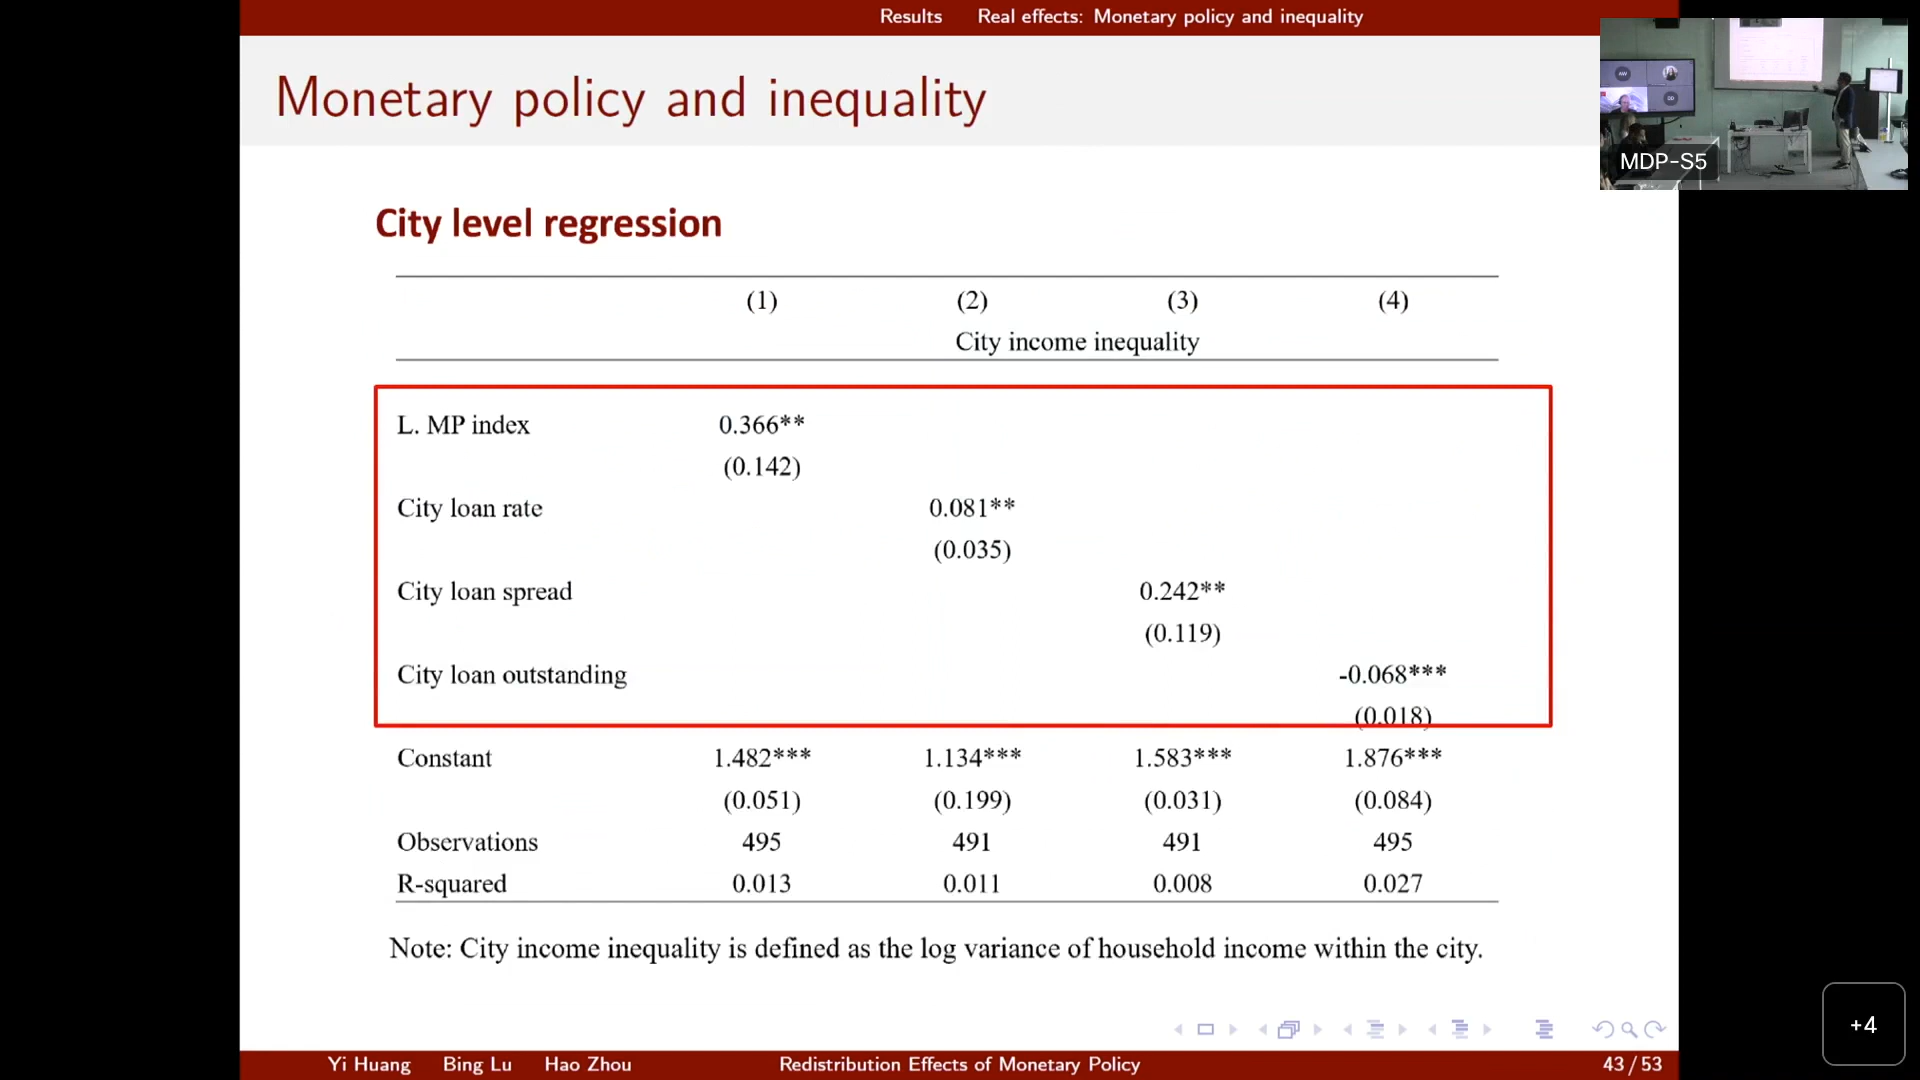 Results Real effects: Monetary policy and inequality
Monetary policy and inequality
MDP-S5
City level regression
(1) (2) (3) (4)
City income inequality
L. MP index 0.366**
(0.142)
City loan rate 0.081**
(0.035)
City loan spread 0.242**
(0.119)
City loan outstanding -0.068***
(0.018)
Constant 1.482*** 1.134*** 1.583*** 1.876***
(0.051) (0.199) (0.031) (0.084)
Observations 495 491 491 495
R-squared 0.013 0.011 0.008 0.027
Note: City income inequality is defined as the log variance of household income within the city.
+4
Yi Huang Bing Lu Hao Zhou Redistribution Effects of Monetary Policy 43 / 53